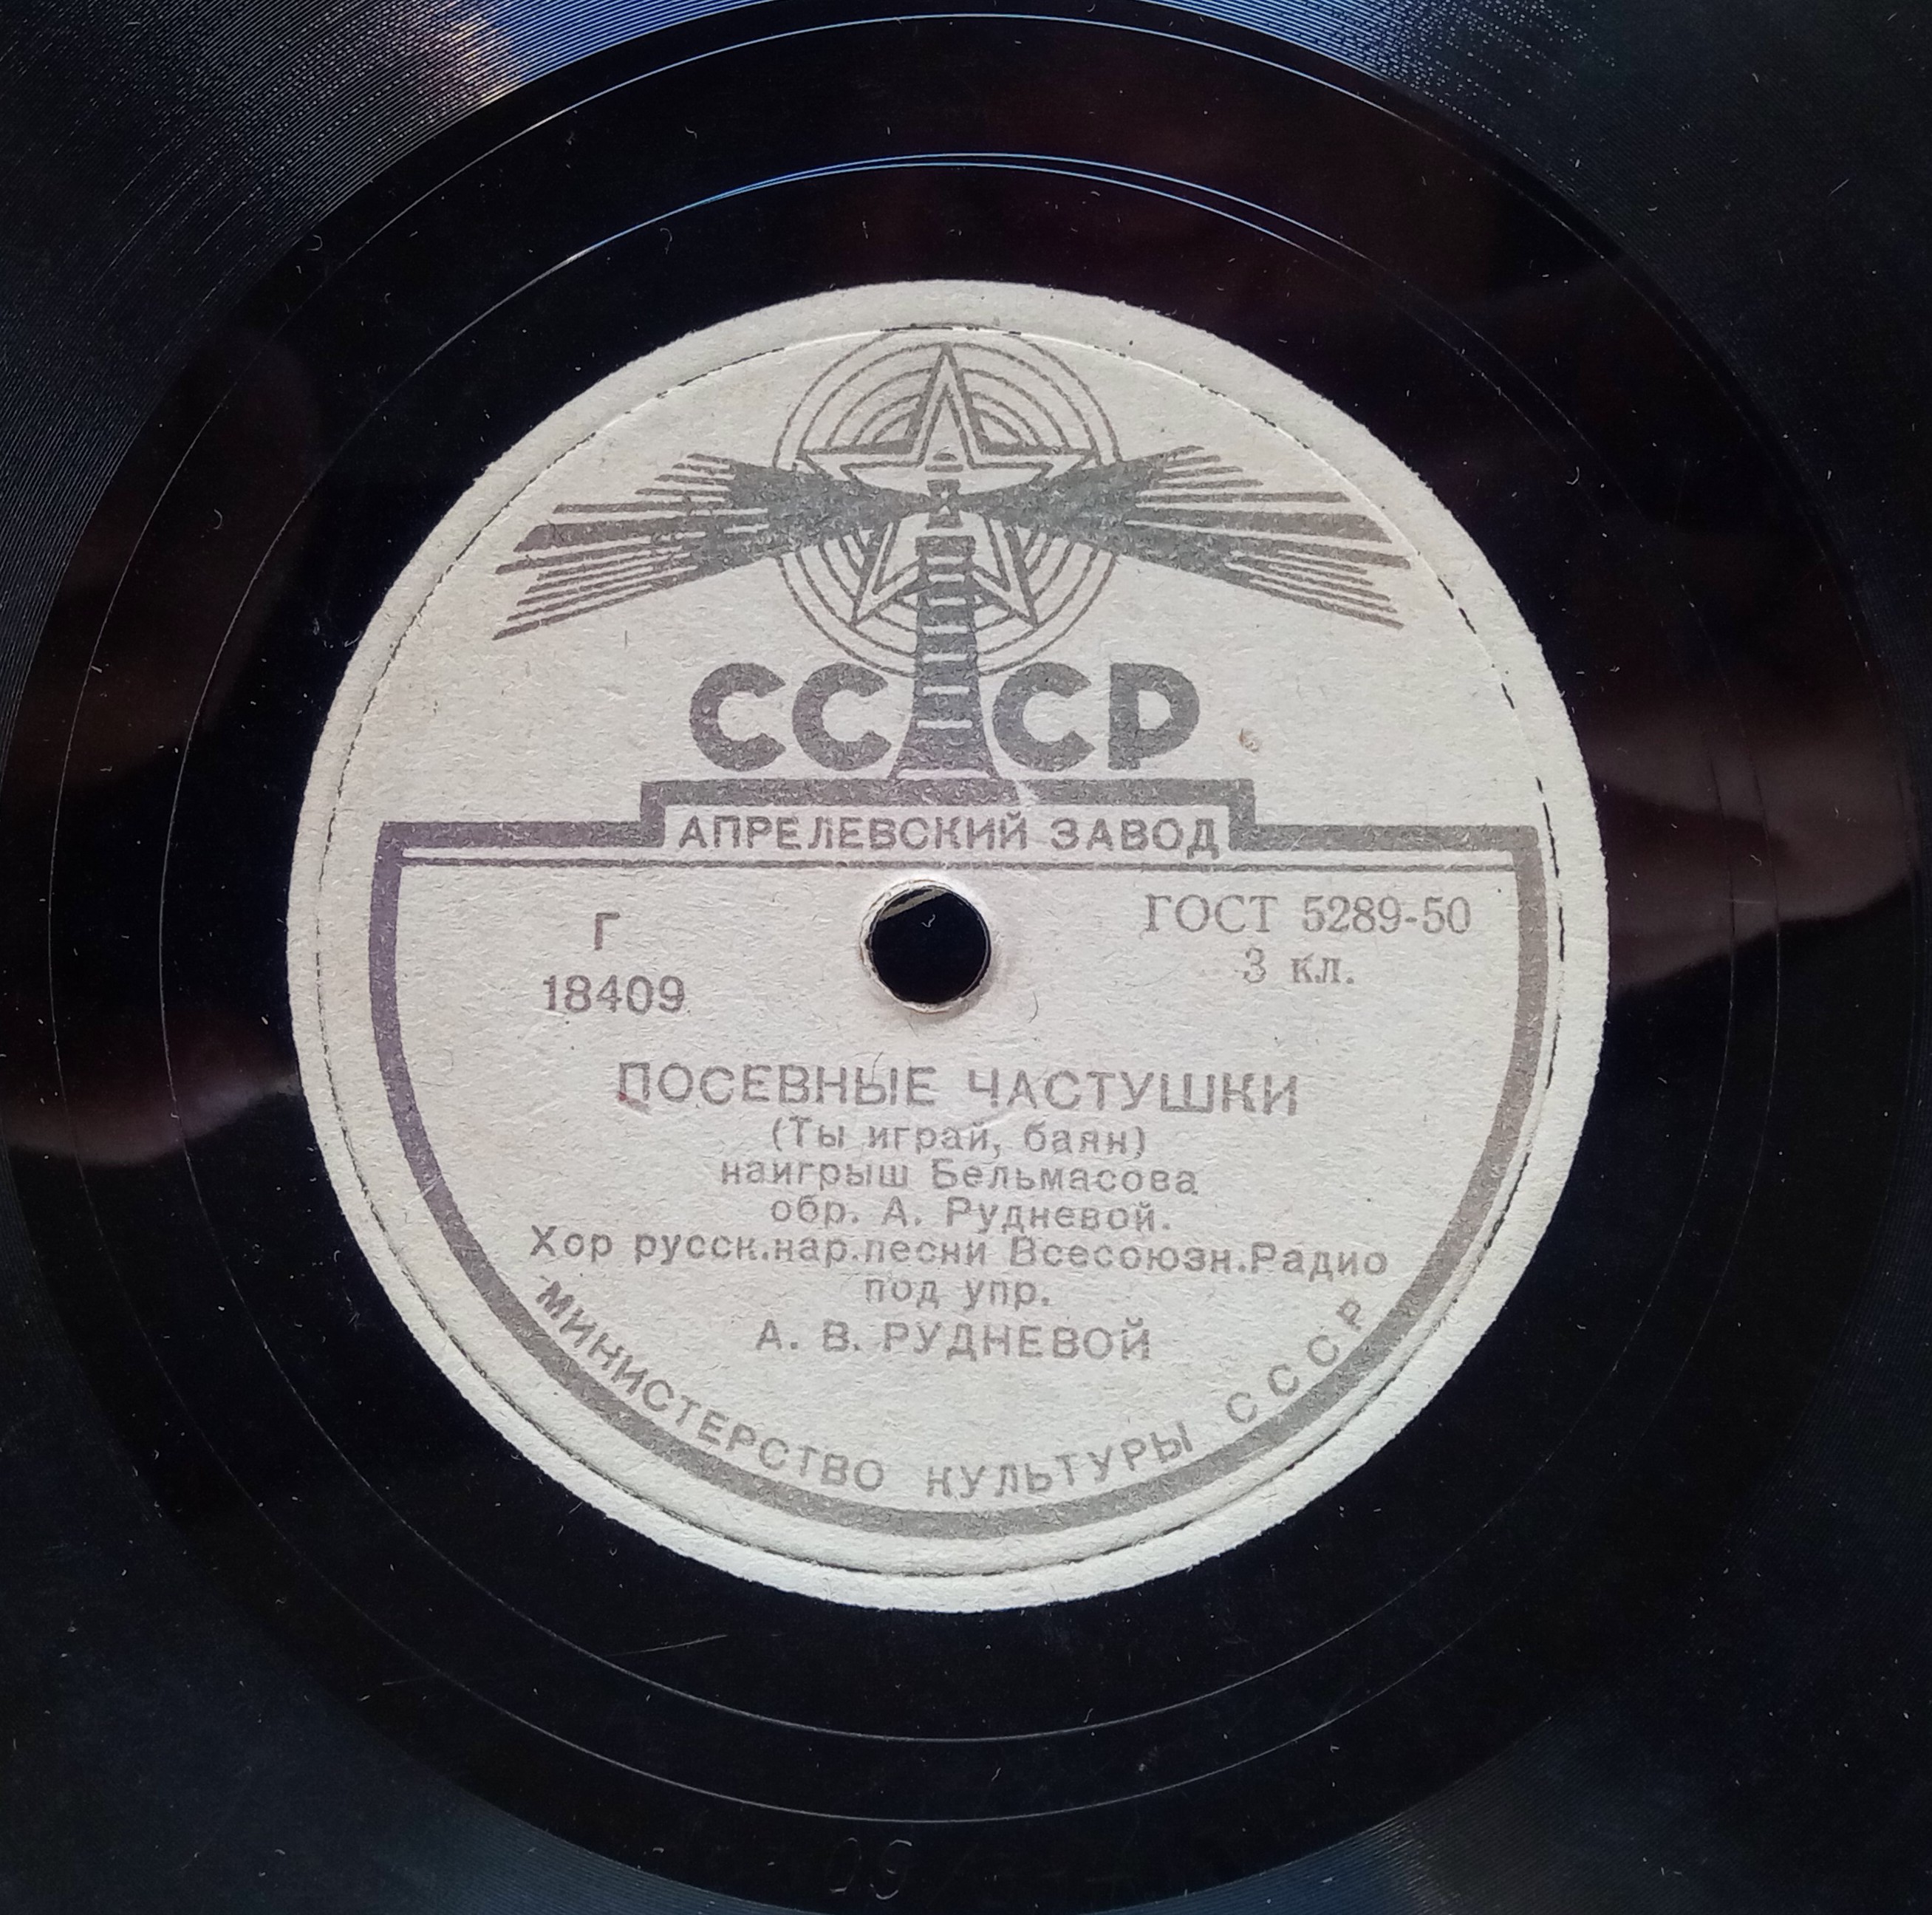 СССР
АПРЕЛЕВСКИЙ ЗАВОД
Г
18409
ГОСТ 5289-50
3 кл.
ПОСЕВНЫЕ ЧАСТУШКИ
(Ты играй, баян)
наигрыш Бельмасова
обр. А. Рудневой.
Хор русск.нар.песни Всесоюзн.Радио
под упр.
А. В. РУДНЕВОЙ
МИНИСТЕРСТВО КУЛЬТУРЫ СССР